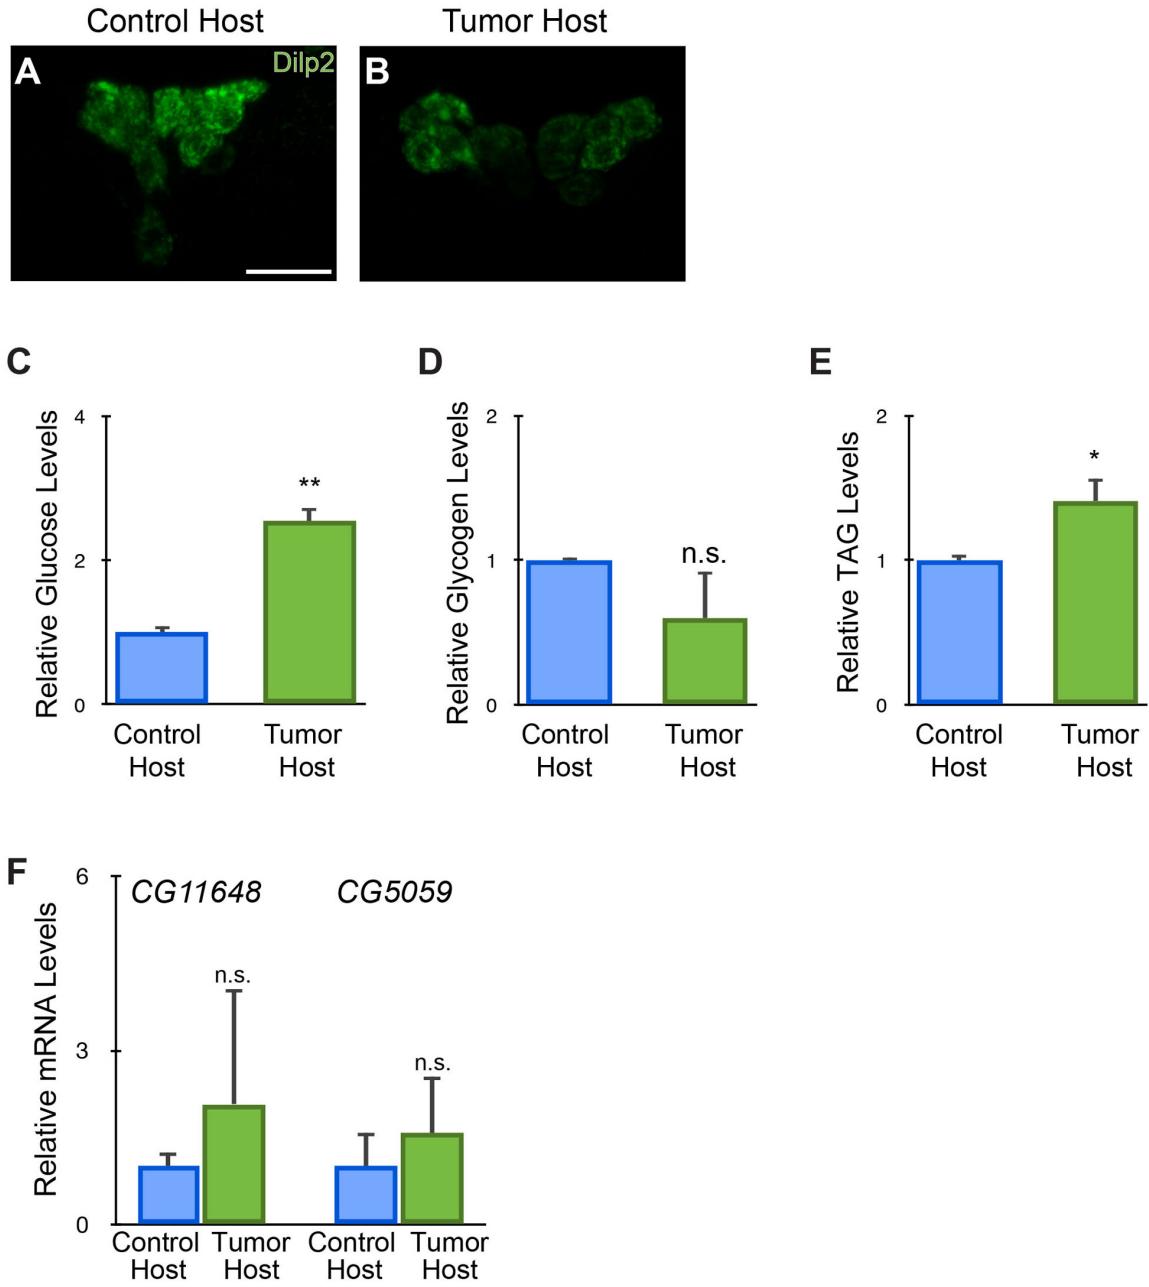 Control Host
Tumor Host
A
Dilp2
B
C
D
E
Relative Glucose Levels
4
2
0
**
Control
Host
Tumor
Host
Relative Glycogen Levels
2
1
0
n.s.
Control
Host
Tumor
Host
Relative TAG Levels
2
1
0
*
Control
Host
Tumor
Host
F
Relative mRNA Levels
6
3
0
CG11648
CG5059
n.s.
n.s.
Control
Host
Tumor
Host
Control
Host
Tumor
Host